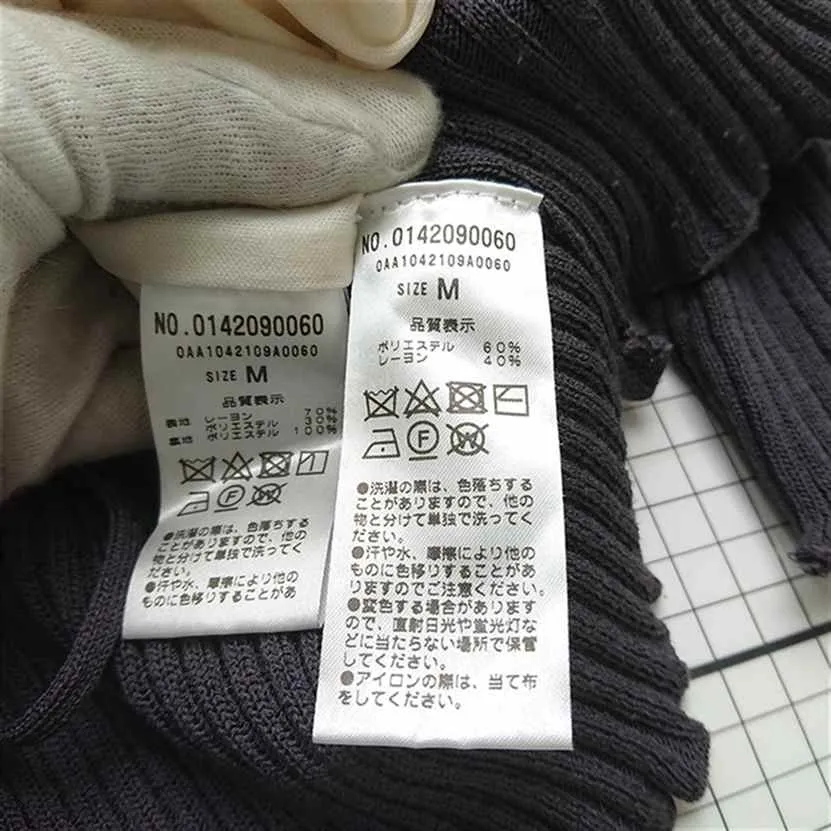 NO.0142090060
0AA1042109A0060
SIZE M
品質表示
レーヨン 70%
ポリエステル 30%
ポリエステル 100%
●洗濯の際は、色落ちする
ことがありますので、他の
物と分けて単独で洗ってく
ださい。
●汗や水、摩擦により他の
ものに色移りすることがあ
NO.0142090060
0AA1042109A0060
SIZE M
品質表示
ポリエステル 60%
レーヨン 40%
F
W
●洗濯の際は、色落ちする
ことがありますので、他の
物と分けて単独で洗ってく
ださい。
●汗や水、摩擦により他の
ものに色移りすることがあ
りますのでご注意ください。
●変色する場合があります
ので、直射日光や蛍光灯な
どに当たらない場所で保管
してください。
●アイロンの際は、当て布
をしてください。